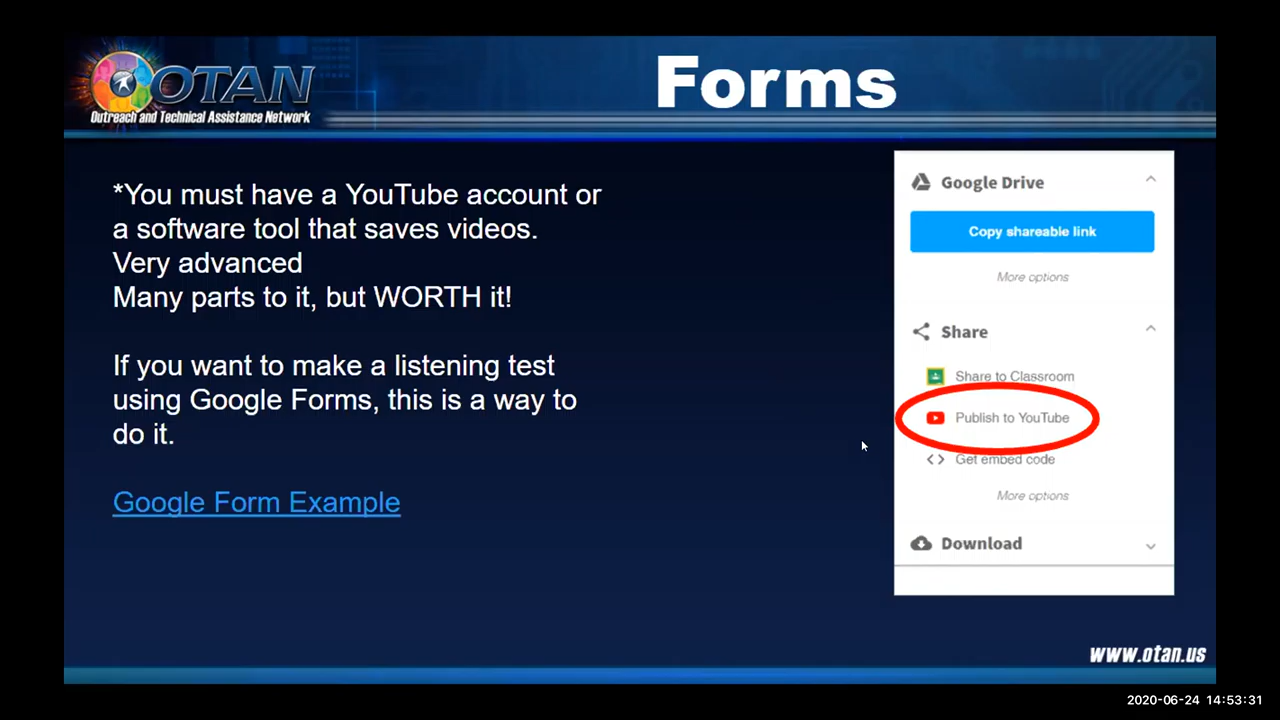 OTAN
Outreach and Technical Assistance Network
Forms
*You must have a YouTube account or
a software tool that saves videos.
Very advanced
Many parts to it, but WORTH it!
If you want to make a listening test
using Google Forms, this is a way to
do it.
Google Form Example
Google Drive
Copy shareable link
More options
Share
Share to Classroom
Publish to YouTube
Get embed code
More options
Download
www.otan.us
2020-06-24 14:53:31